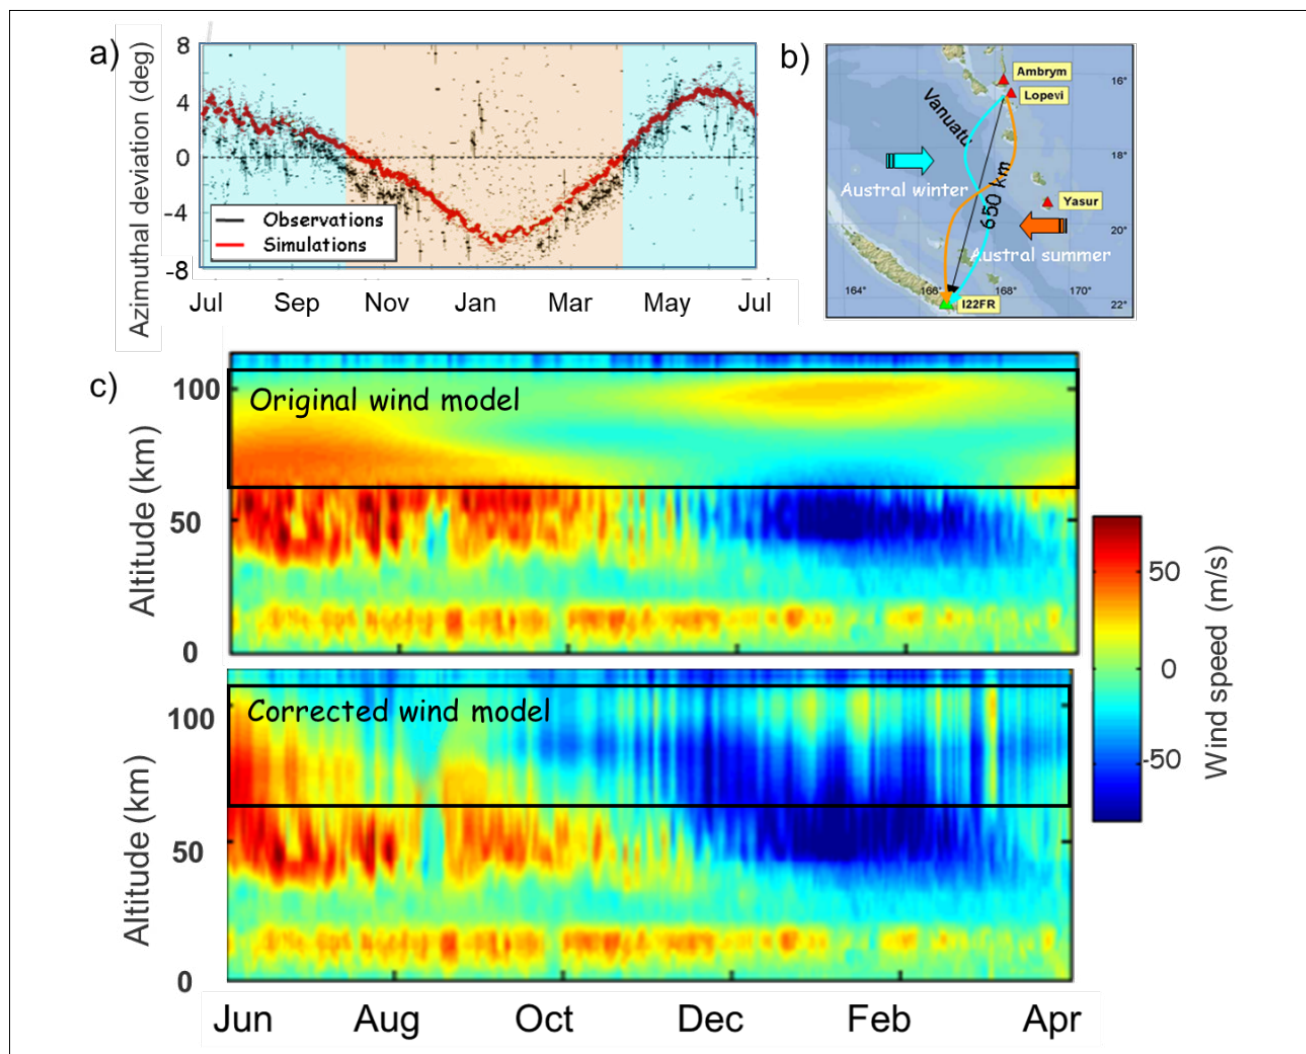 a)
Azimuthal deviation (deg)
8
4
0
-4
-8
Observations
Simulations
Jul Sep Nov Jan Mar May Jul
b)
Ambrym
Lopevi
Vanuatu
Austral winter
650 km
Yasur
Austral summer
I22FR
16°
18°
20°
22°
164° 166° 168° 170°
c)
Altitude (km)
100
50
0
Original wind model
Altitude (km)
100
50
0
Corrected wind model
Jun Aug Oct Dec Feb Apr
50
0
-50
Wind speed (m/s)